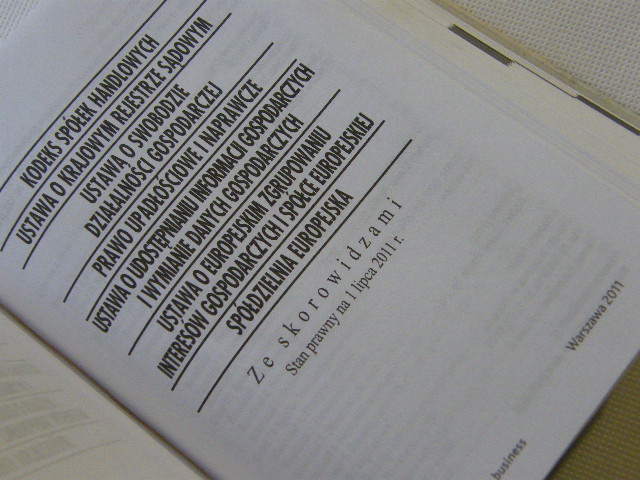 KODEKS SPÓŁEK HANDLOWYCH
USTAWA O KRAJOWYM REJESTRZE SĄDOWYM
USTAWA O SWOBODZIE
DZIAŁALNOŚCI GOSPODARCZEJ
PRAWO UPADŁOŚCIOWE I NAPRAWCZE
USTAWA O UDOSTĘPNIANIU INFORMACJI GOSPODARCZYCH
I WYMIANIE DANYCH GOSPODARCZYCH
USTAWA O EUROPEJSKIM ZGRUPOWANIU
INTERESÓW GOSPODARCZYCH I SPÓŁCE EUROPEJSKIEJ
SPÓŁDZIELNIA EUROPEJSKA
Ze skorowidzami
Stan prawny na 1 lipca 2011 r.
Warszawa 2011
business